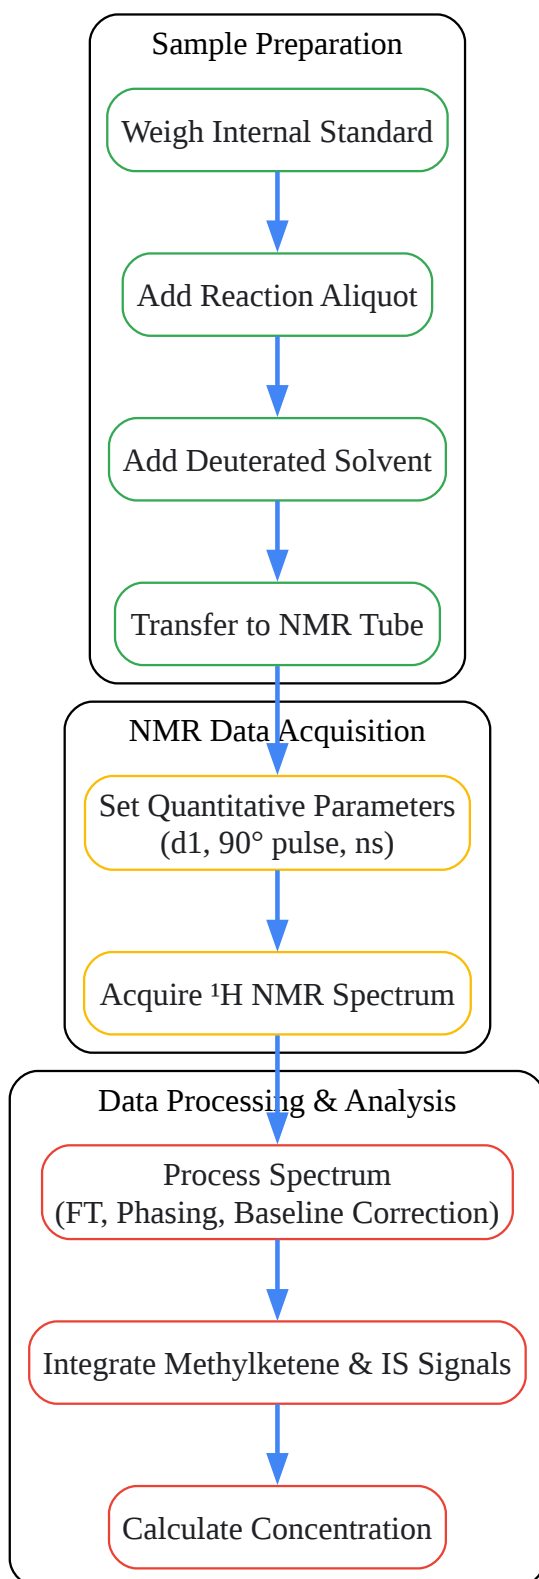 Sample Preparation
Weigh Internal Standard
Add Reaction Aliquot
Add Deuterated Solvent
Transfer to NMR Tube
NMR Data Acquisition
Set Quantitative Parameters
(d1, 90° pulse, ns)
Acquire ¹H NMR Spectrum
Data Processing & Analysis
Process Spectrum
(FT, Phasing, Baseline Correction)
Integrate Methylketene & IS Signals
Calculate Concentration